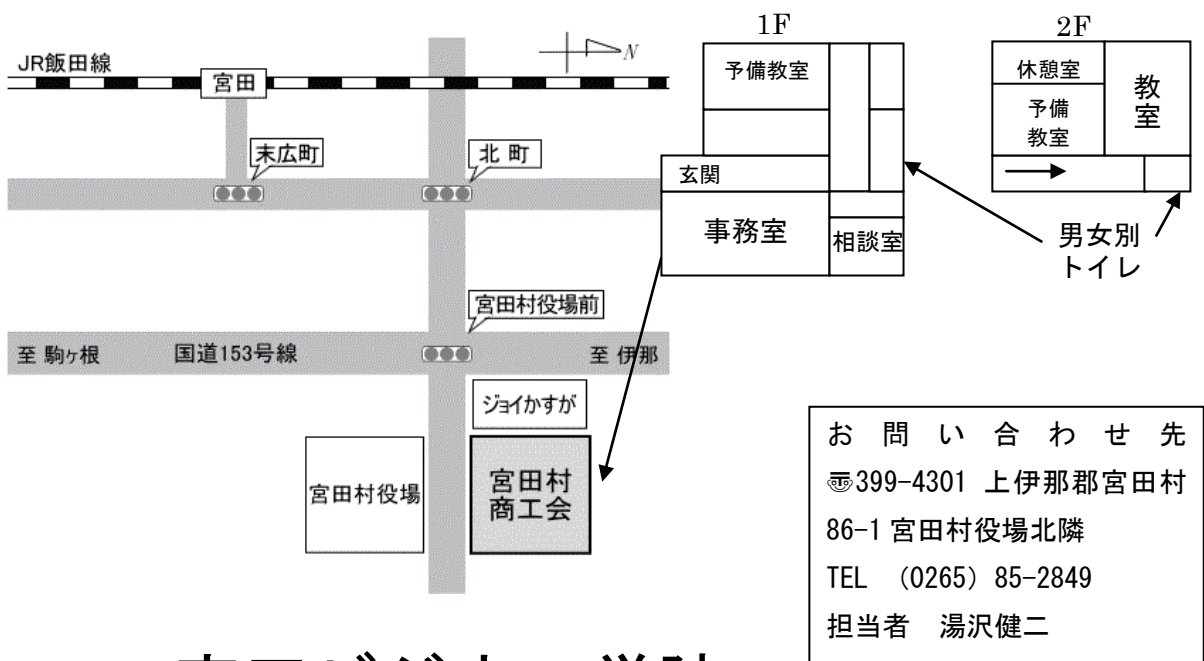 JR飯田線
宮田
末広町
北町
宮田村役場前
至 駒ヶ根
国道153号線
至 伊那
ジョイかすが
宮田村役場
宮田村
商工会
N
1F
予備教室
玄関
事務室
相談室
2F
休憩室
予備
教室
教室
男女別
トイレ
お問い合わせ先
〠399-4301 上伊那郡宮田村
86-1 宮田村役場北隣
TEL (0265) 85-2849
担当者 湯沢健二